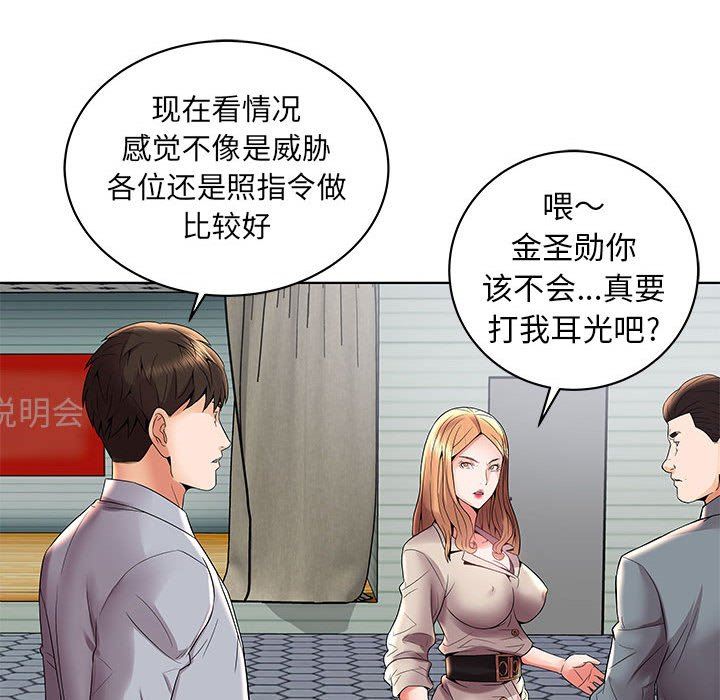 现在看情况
感觉不像是威胁
各位还是照指令做
比较好
喂～
金圣勋你
该不会...真要
打我耳光吧?
说明会